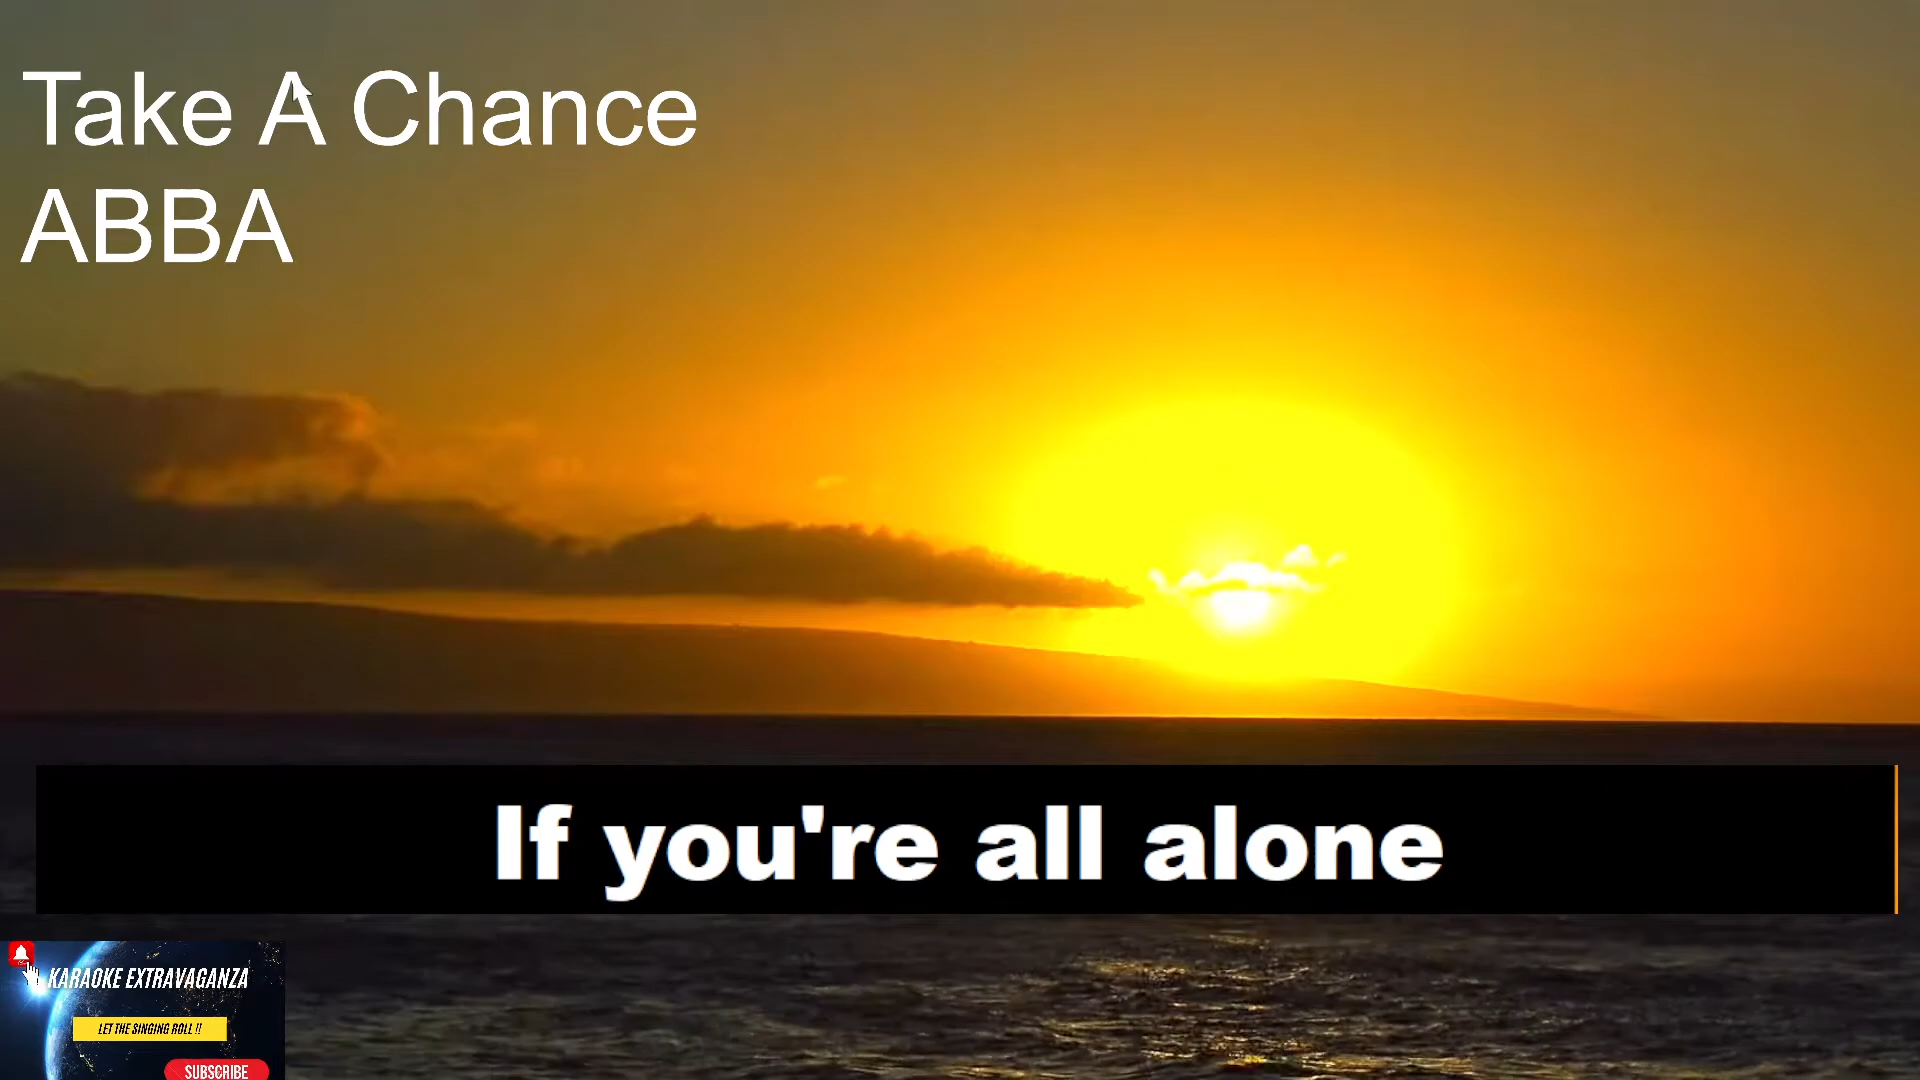 Take A Chance
ABBA
If you're all alone
KARAOKE EXTRAVAGANZA
LET THE SINGING ROLL !!
SUBSCRIBE